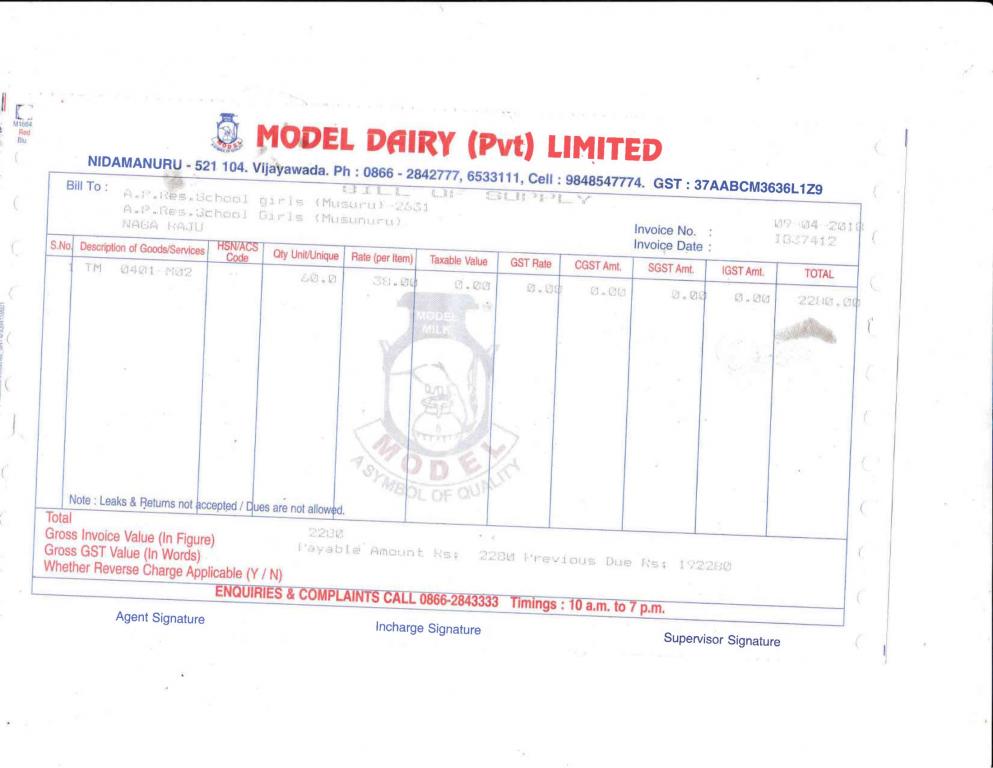 M1664
Red
Blu
MODEL
MODEL DAIRY (Pvt) LIMITED
NIDAMANURU - 521 104. Vijayawada. Ph : 0866 - 2842777, 6533111, Cell : 9848547774. GST : 37AABCM3636L1Z9
BILL OF SUPPLY
Bill To : A.P.Res.School girls (Musuru)-2631
A.P.Res.School Girls (Musunuru)
NAGA RAJU
Invoice No. : 09-04-2018
Invoice Date : IB37412
S.No. Description of Goods/Services HSN/ACS Code Qty Unit/Unique Rate (per Item) Taxable Value GST Rate CGST Amt. SGST Amt. IGST Amt. TOTAL
1 TM 0401-M02 60.0 38.00 0.00 0.00 0.00 0.00 0.00 2280.00
MODEL
MILK
MODEL
A SYMBOL OF QUALITY
Note : Leaks & Returns not accepted / Dues are not allowed.
Total
Gross Invoice Value (In Figure) 2280
Gross GST Value (In Words) Payable Amount Rs: 2280 Previous Due Rs: 192280
Whether Reverse Charge Applicable (Y / N)
ENQUIRIES & COMPLAINTS CALL 0866-2843333 Timings : 10 a.m. to 7 p.m.
Agent Signature Incharge Signature Supervisor Signature